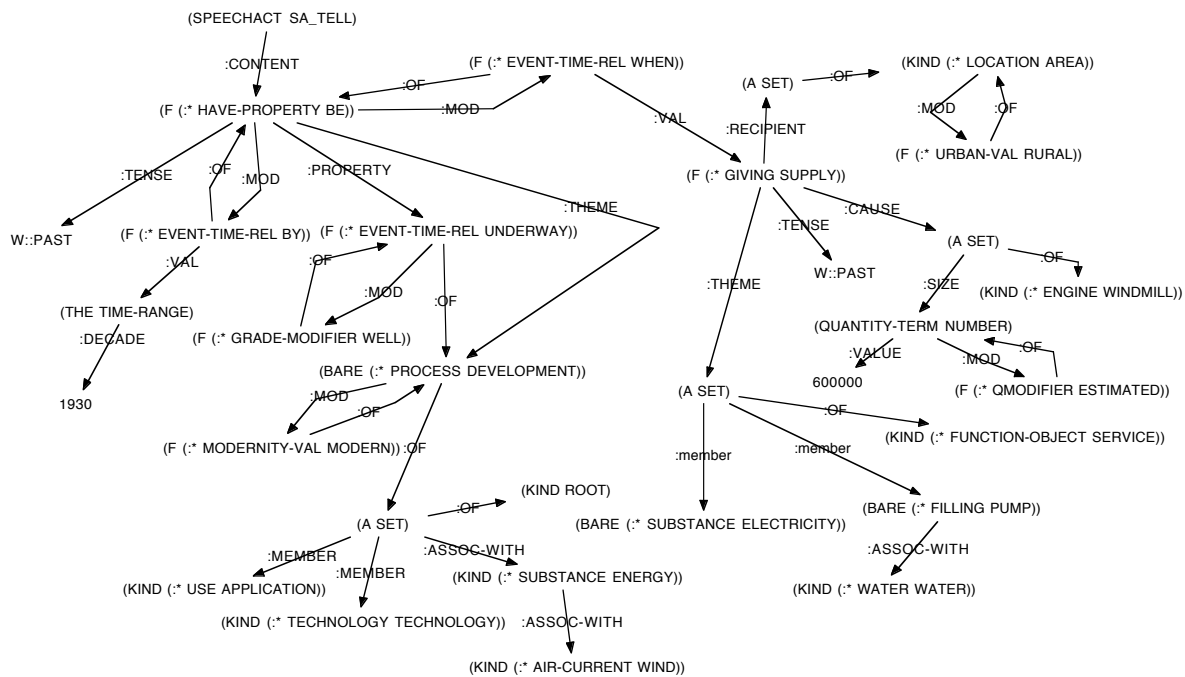 (SPEECHACT SA_TELL)
:CONTENT
(F (:* EVENT-TIME-REL WHEN))
(KIND (:* LOCATION AREA))
:OF
:OF
(A SET)
(F (:* HAVE-PROPERTY BE))
:MOD
:MOD
:OF
:VAL
:RECIPIENT
(F (:* URBAN-VAL RURAL))
:TENSE
:OF
:MOD
:PROPERTY
(F (:* GIVING SUPPLY))
:THEME
:CAUSE
:TENSE
W::PAST
(F (:* EVENT-TIME-REL BY))
(F (:* EVENT-TIME-REL UNDERWAY))
(A SET)
:VAL
:OF
:OF
W::PAST
:THEME
:SIZE
:MOD
:OF
(KIND (:* ENGINE WINDMILL))
(THE TIME-RANGE)
(QUANTITY-TERM NUMBER)
:DECADE
(F (:* GRADE-MODIFIER WELL))
:VALUE
:MOD
:OF
(BARE (:* PROCESS DEVELOPMENT))
600000
(F (:* QMODIFIER ESTIMATED))
1930
:MOD
:OF
(A SET)
:OF
(F (:* MODERNITY-VAL MODERN))
:OF
(KIND (:* FUNCTION-OBJECT SERVICE))
:member
:member
(KIND ROOT)
:OF
(A SET)
(BARE (:* SUBSTANCE ELECTRICITY))
(BARE (:* FILLING PUMP))
:MEMBER
:ASSOC-WITH
:ASSOC-WITH
:MEMBER
(KIND (:* USE APPLICATION))
(KIND (:* SUBSTANCE ENERGY))
(KIND (:* WATER WATER))
(KIND (:* TECHNOLOGY TECHNOLOGY))
:ASSOC-WITH
(KIND (:* AIR-CURRENT WIND))